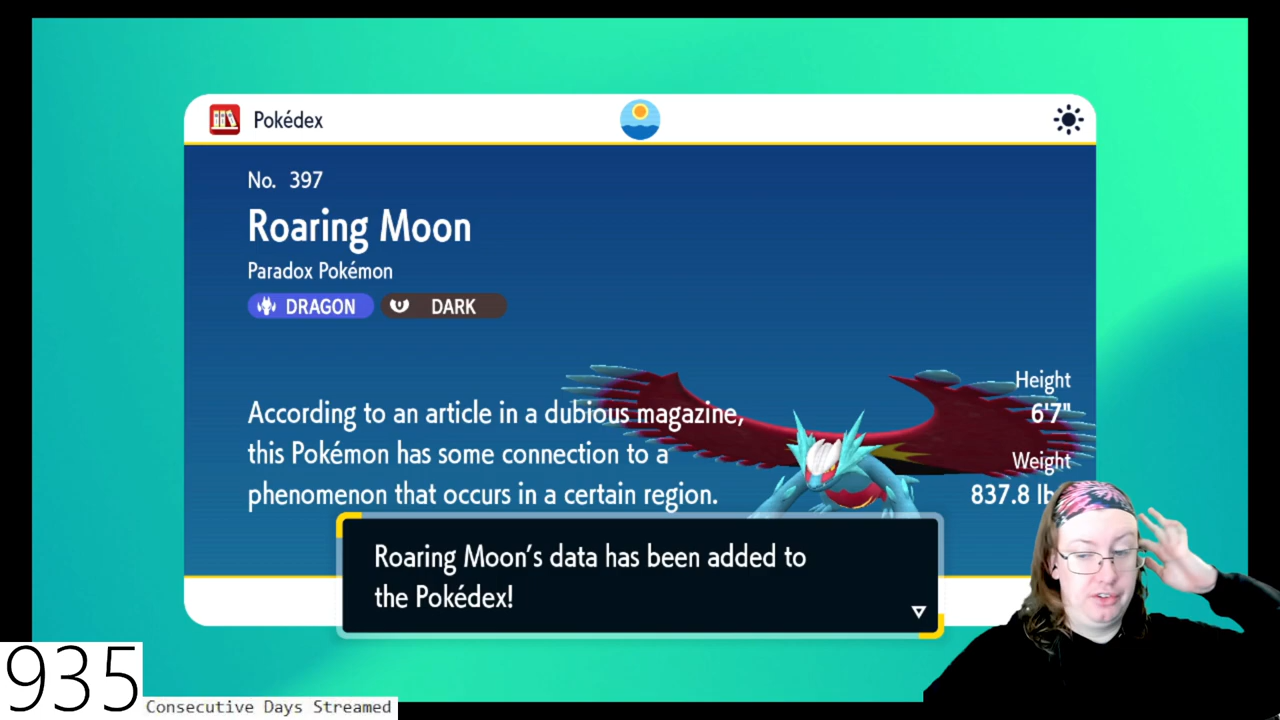 Pokédex
No. 397
Roaring Moon
Paradox Pokémon
DRAGON DARK
Height
6'7"
According to an article in a dubious magazine,
this Pokémon has some connection to a
phenomenon that occurs in a certain region.
Weight
837.8
Roaring Moon's data has been added to
the Pokédex!
935
Consecutive Days Streamed